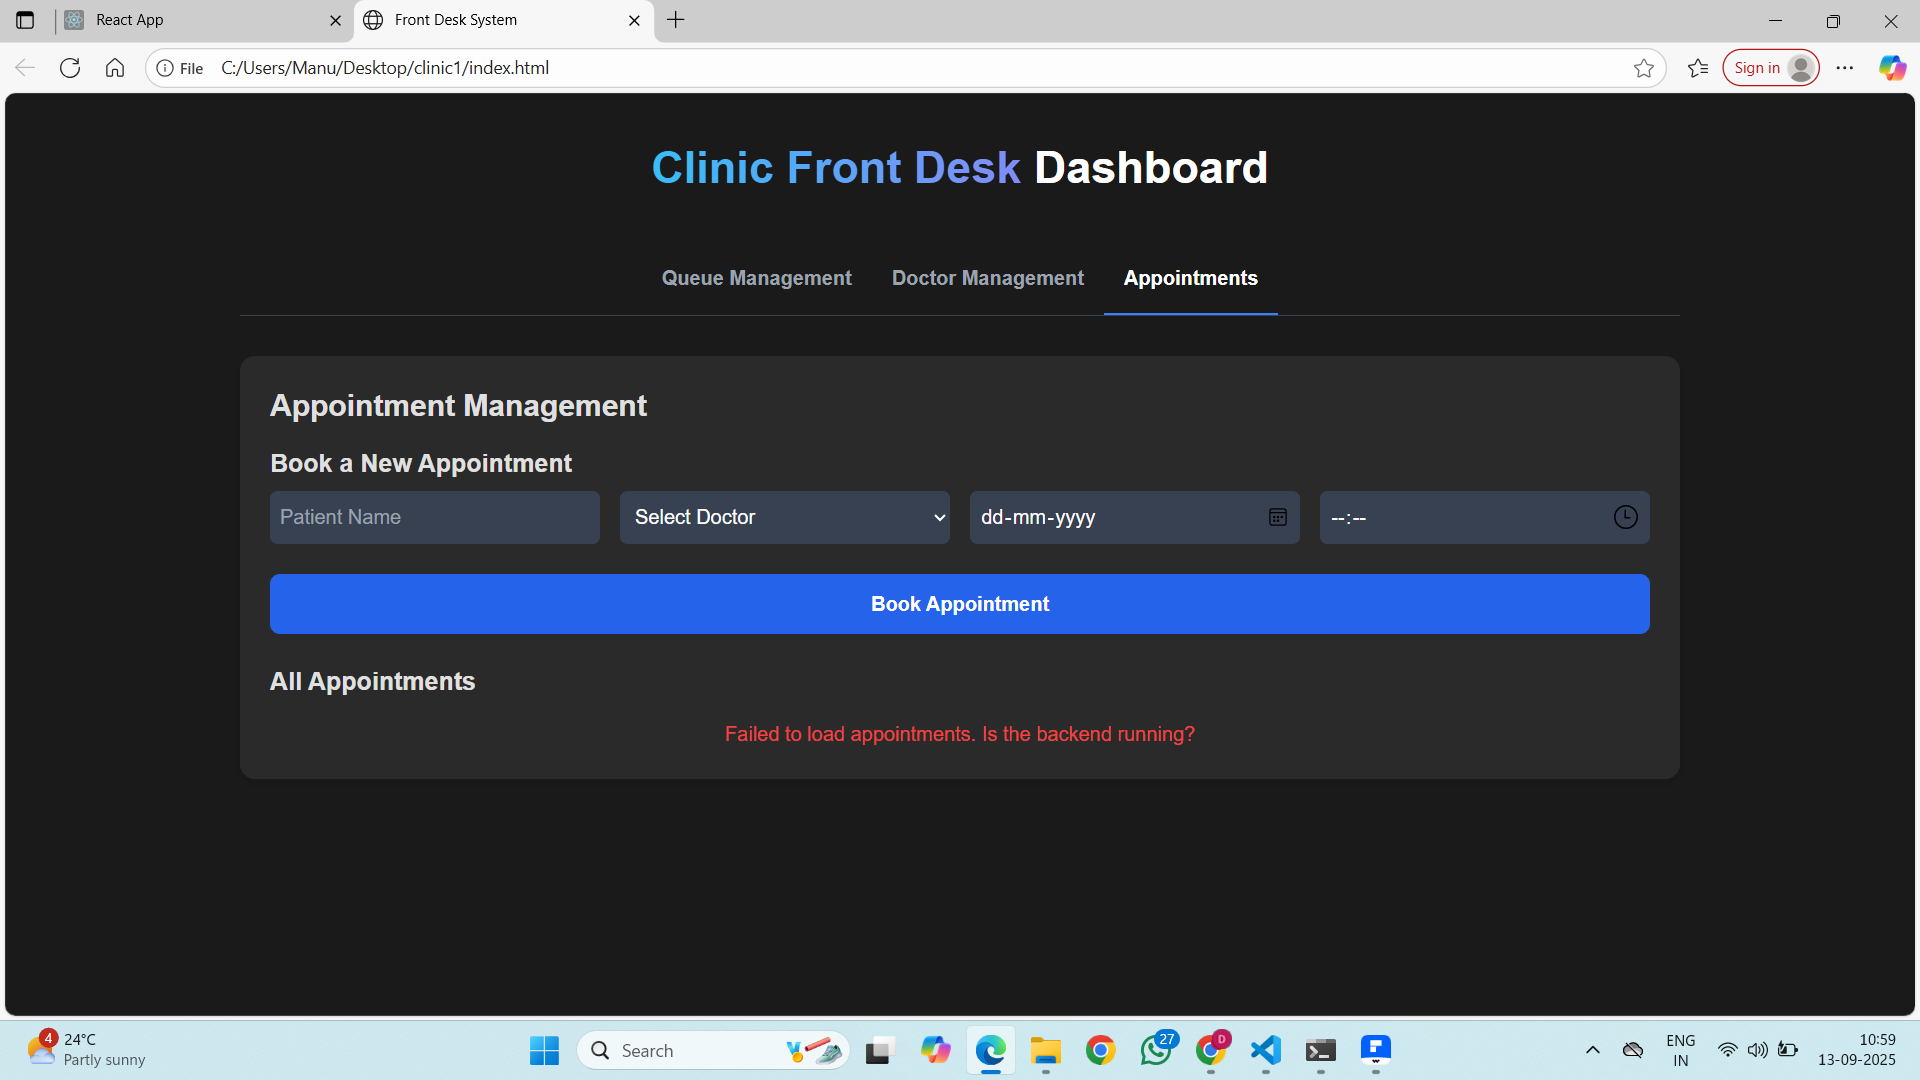 React App
Front Desk System
File
C:/Users/Manu/Desktop/clinic1/index.html
Sign in
Clinic Front Desk Dashboard
Queue Management
Doctor Management
Appointments
Appointment Management
Book a New Appointment
Patient Name
Select Doctor
dd-mm-yyyy
--:--
Book Appointment
All Appointments
Failed to load appointments. Is the backend running?
4
24°C
Partly sunny
Search
27
D
ENG
IN
10:59
13-09-2025